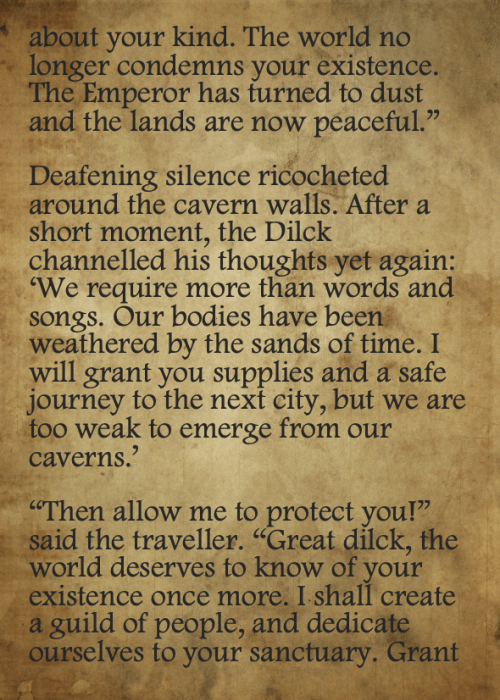 about your kind. The world no
longer condemns your existence.
The Emperor has turned to dust
and the lands are now peaceful.”
Deafening silence ricocheted
around the cavern walls. After a
short moment, the Dilck
channelled his thoughts yet again:
‘We require more than words and
songs. Our bodies have been
weathered by the sands of time. I
will grant you supplies and a safe
journey to the next city, but we are
too weak to emerge from our
caverns.’
“Then allow me to protect you!”
said the traveller. “Great dilck, the
world deserves to know of your
existence once more. I shall create
a guild of people, and dedicate
ourselves to your sanctuary. Grant